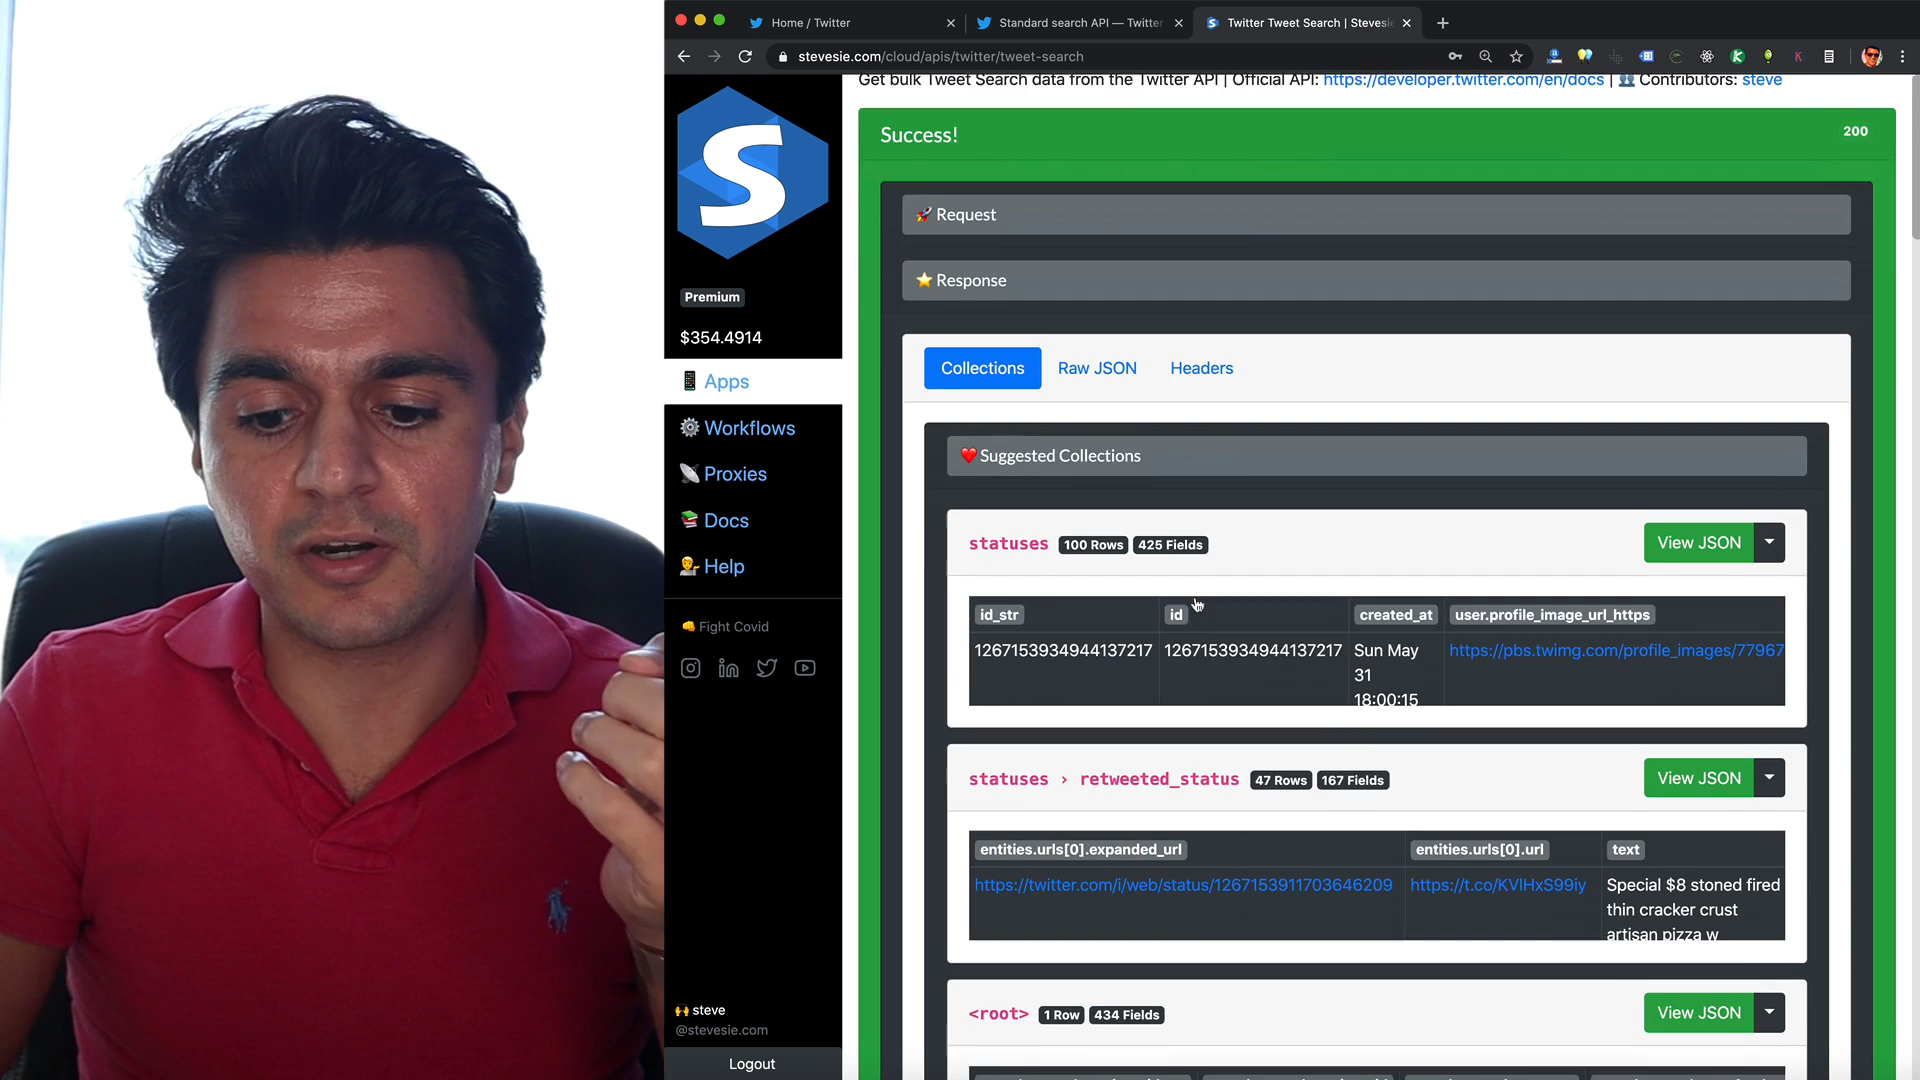 Home / Twitter
Standard search API — Twitter
Twitter Tweet Search | Stevesie
stevesie.com/cloud/apis/twitter/tweet-search
Get bulk Tweet Search data from the Twitter API | Official API: https://developer.twitter.com/en/docs | 👥 Contributors: steve
S
Premium
$354.4914
Apps
Workflows
Proxies
Docs
Help
Fight Covid
steve
@stevesie.com
Logout
Success!
200
Request
Response
Collections
Raw JSON
Headers
Suggested Collections
statuses 100 Rows 425 Fields
View JSON
id_str id created_at user.profile_image_url_https
1267153934944137217 1267153934944137217 Sun May https://pbs.twimg.com/profile_images/77967
31
18:00:15
statuses › retweeted_status 47 Rows 167 Fields
View JSON
entities.urls[0].expanded_url entities.urls[0].url text
https://twitter.com/i/web/status/1267153911703646209 https://t.co/KVlHxS99iy Special $8 stoned fired
thin cracker crust
artisan pizza w
<root> 1 Row 434 Fields
View JSON